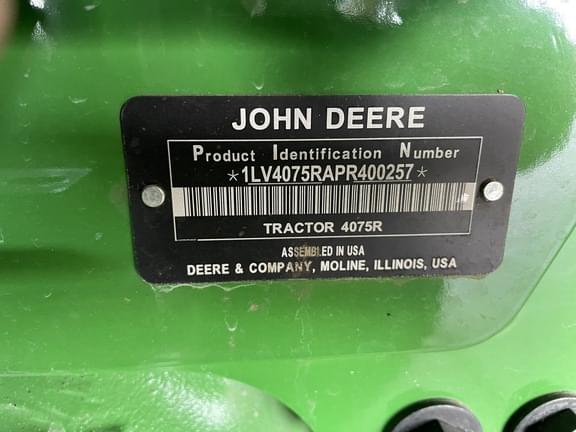 JOHN DEERE
Product Identification Number
*1LV4075RAPR400257*
TRACTOR 4075R
ASSEMBLED IN USA
DEERE & COMPANY, MOLINE, ILLINOIS, USA